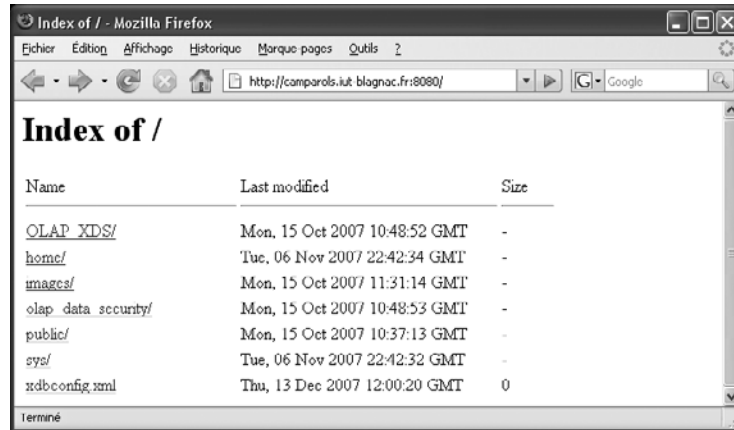 Index of / - Mozilla Firefox
Fichier Édition Affichage Historique Marque-pages Outils ?
http://camparols.iut-blagnac.fr:8080/ G Google
Index of /
Name Last modified Size
OLAP_XDS/ Mon, 15 Oct 2007 10:48:52 GMT -
home/ Tue, 06 Nov 2007 22:42:34 GMT -
images/ Mon, 15 Oct 2007 11:31:14 GMT -
olap_data_security/ Mon, 15 Oct 2007 10:48:53 GMT -
public/ Mon, 15 Oct 2007 10:37:13 GMT -
sys/ Tue, 06 Nov 2007 22:42:32 GMT -
xdbconfig.xml Thu, 13 Dec 2007 12:00:20 GMT 0
Terminé